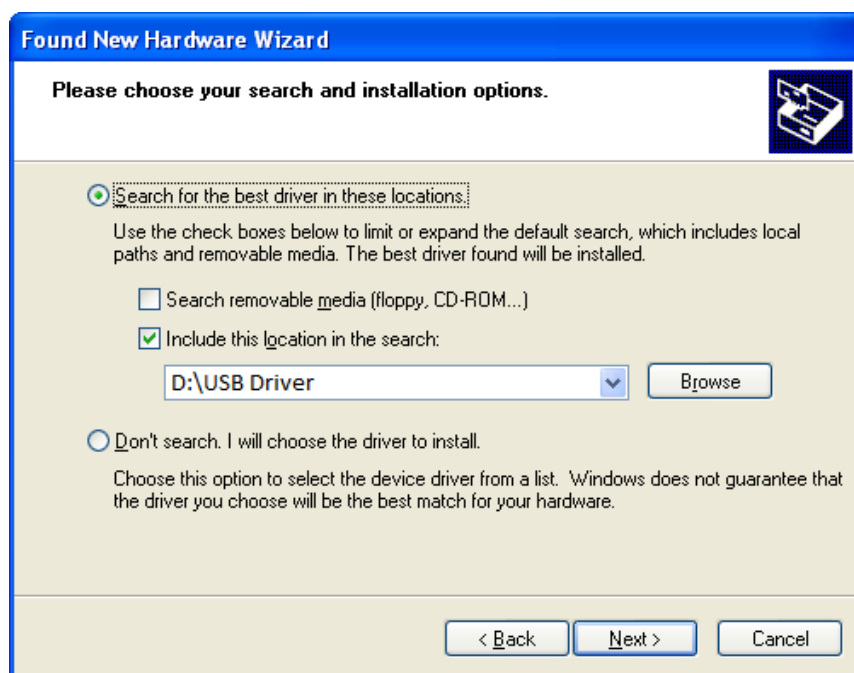 Found New Hardware Wizard
Please choose your search and installation options.
Search for the best driver in these locations.
Use the check boxes below to limit or expand the default search, which includes local
paths and removable media. The best driver found will be installed.
Search removable media (floppy, CD-ROM...)
Include this location in the search:
D:\USB Driver
Browse
Don't search. I will choose the driver to install.
Choose this option to select the device driver from a list. Windows does not guarantee that
the driver you choose will be the best match for your hardware.
< Back
Next >
Cancel